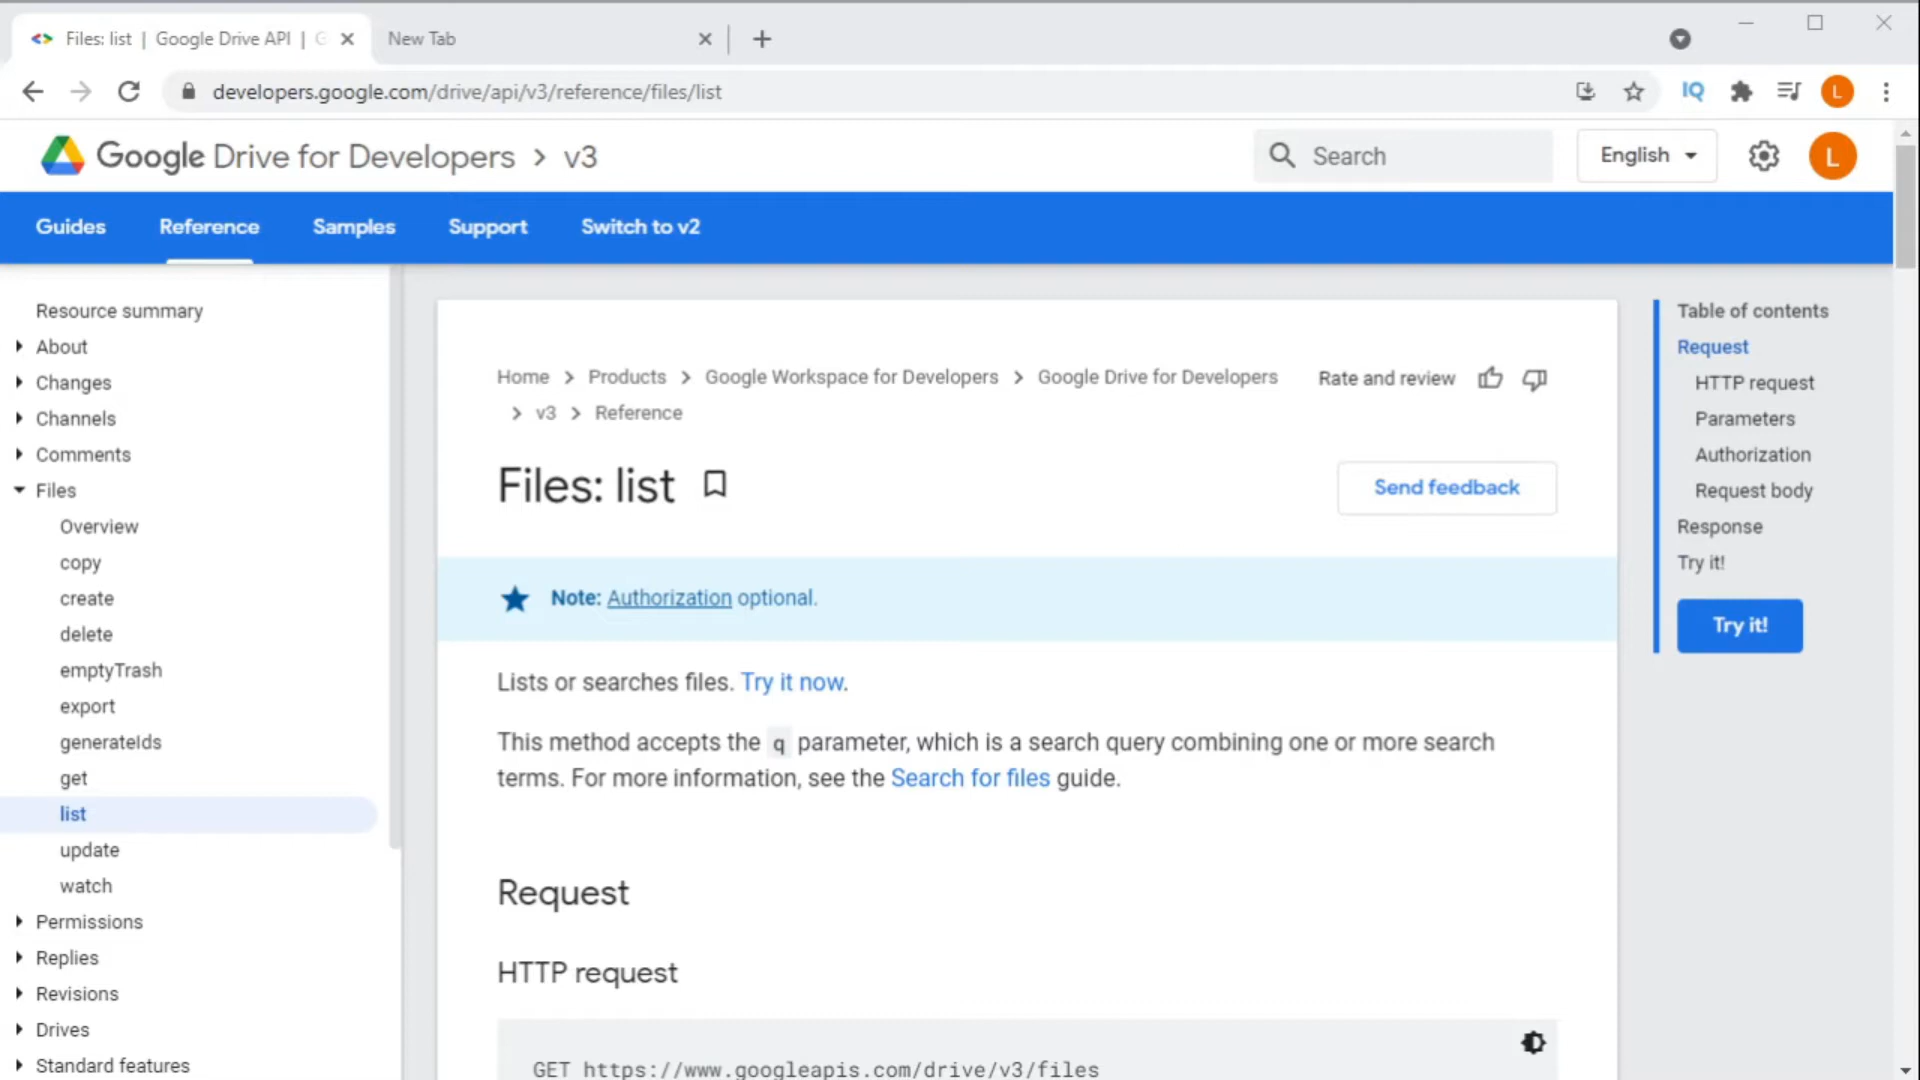 Files: list | Google Drive API | G
New Tab
developers.google.com/drive/api/v3/reference/files/list
IQ
L
Google Drive for Developers > v3
Search
English
L
Guides
Reference
Samples
Support
Switch to v2
Resource summary
About
Changes
Channels
Comments
Files
Overview
copy
create
delete
emptyTrash
export
generateIds
get
list
update
watch
Permissions
Replies
Revisions
Drives
Standard features
Home > Products > Google Workspace for Developers > Google Drive for Developers
> v3 > Reference
Rate and review
Files: list
Send feedback
Note: Authorization optional.
Lists or searches files. Try it now.
This method accepts the q parameter, which is a search query combining one or more search
terms. For more information, see the Search for files guide.
Request
HTTP request
GET https://www.googleapis.com/drive/v3/files
Table of contents
Request
HTTP request
Parameters
Authorization
Request body
Response
Try it!
Try it!